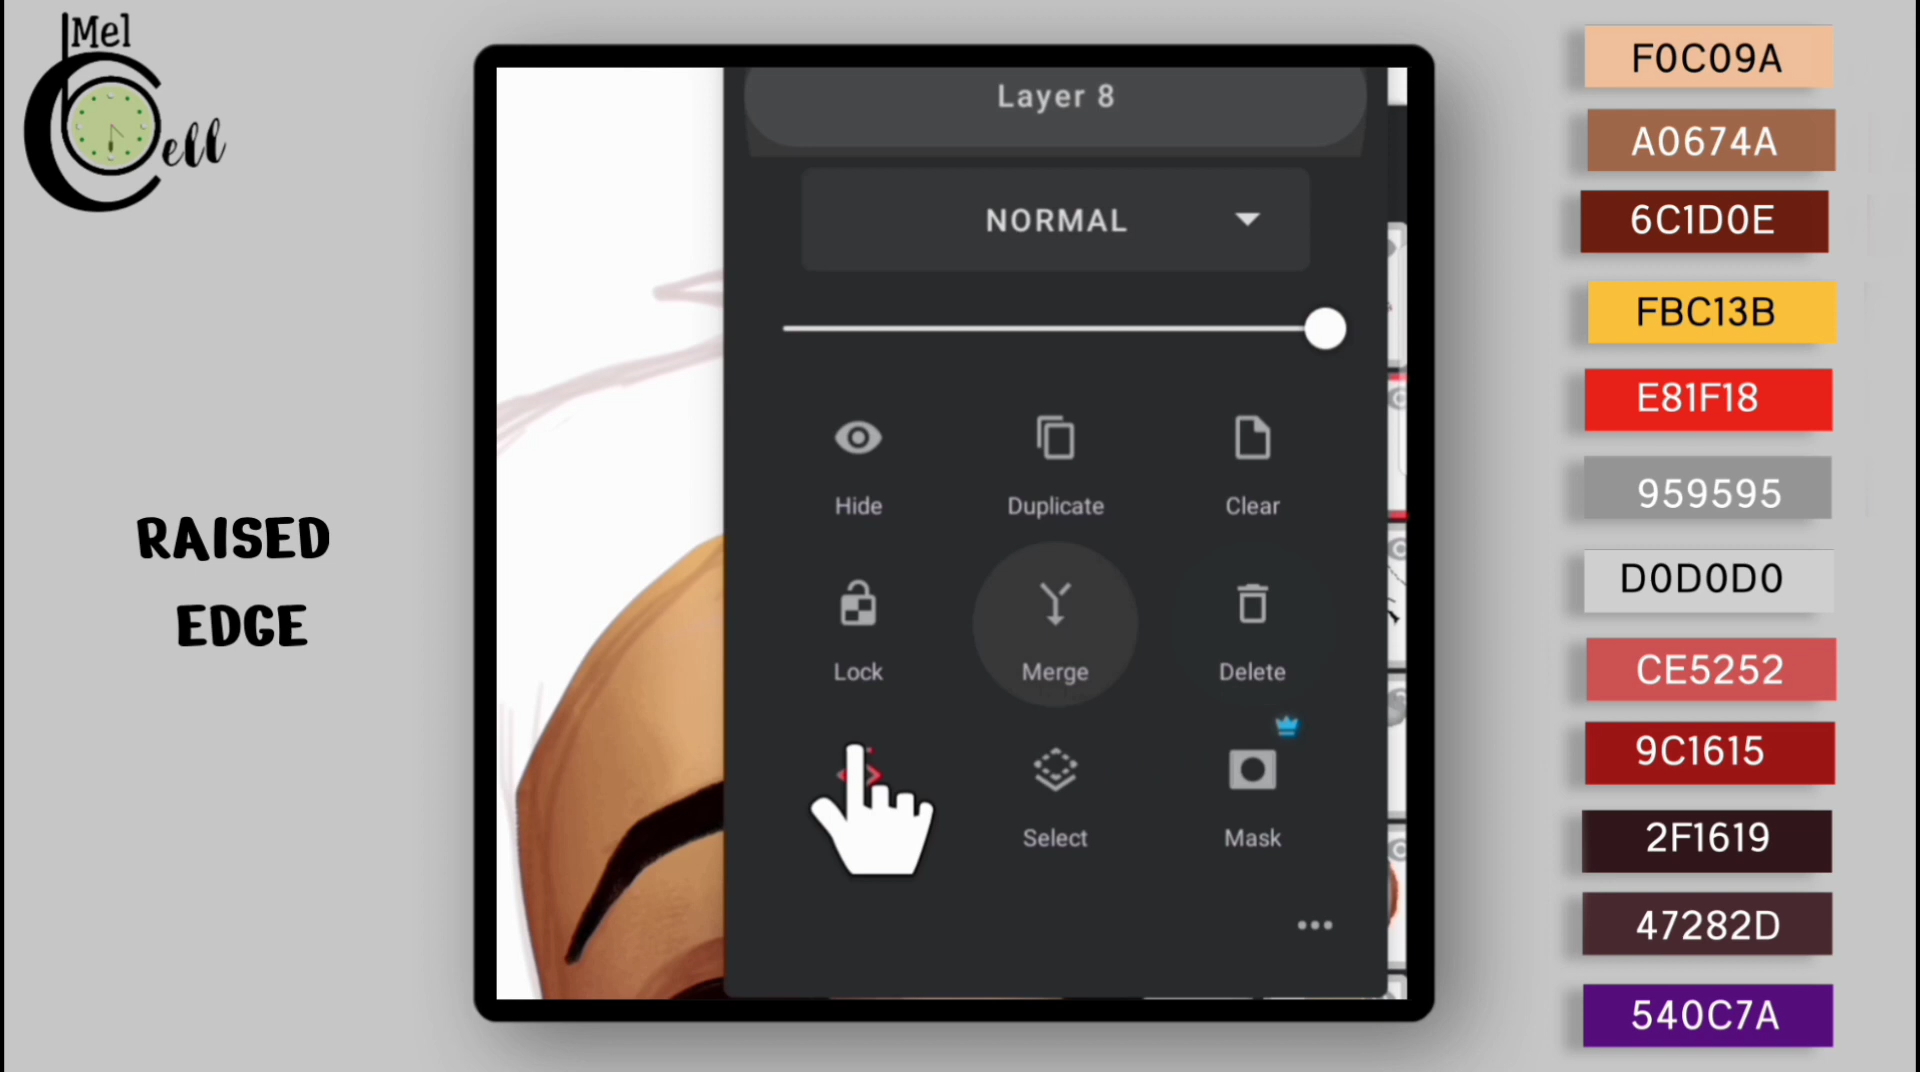 Mel
Cell
RAISED
EDGE
Layer 8
NORMAL
Hide
Duplicate
Clear
Lock
Merge
Delete
Select
Mask
F0C09A
A0674A
6C1D0E
FBC13B
E81F18
959595
D0D0D0
CE5252
9C1615
2F1619
47282D
540C7A